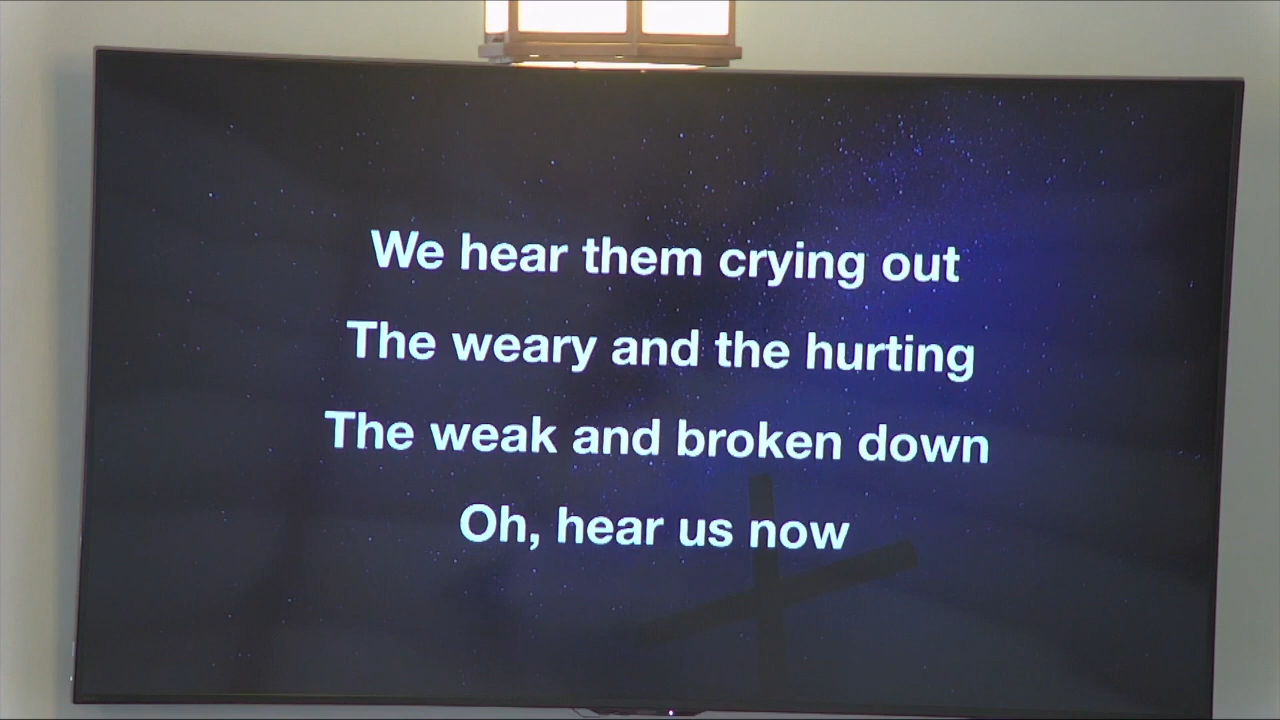 We hear them crying out
The weary and the hurting
The weak and broken down
Oh, hear us now